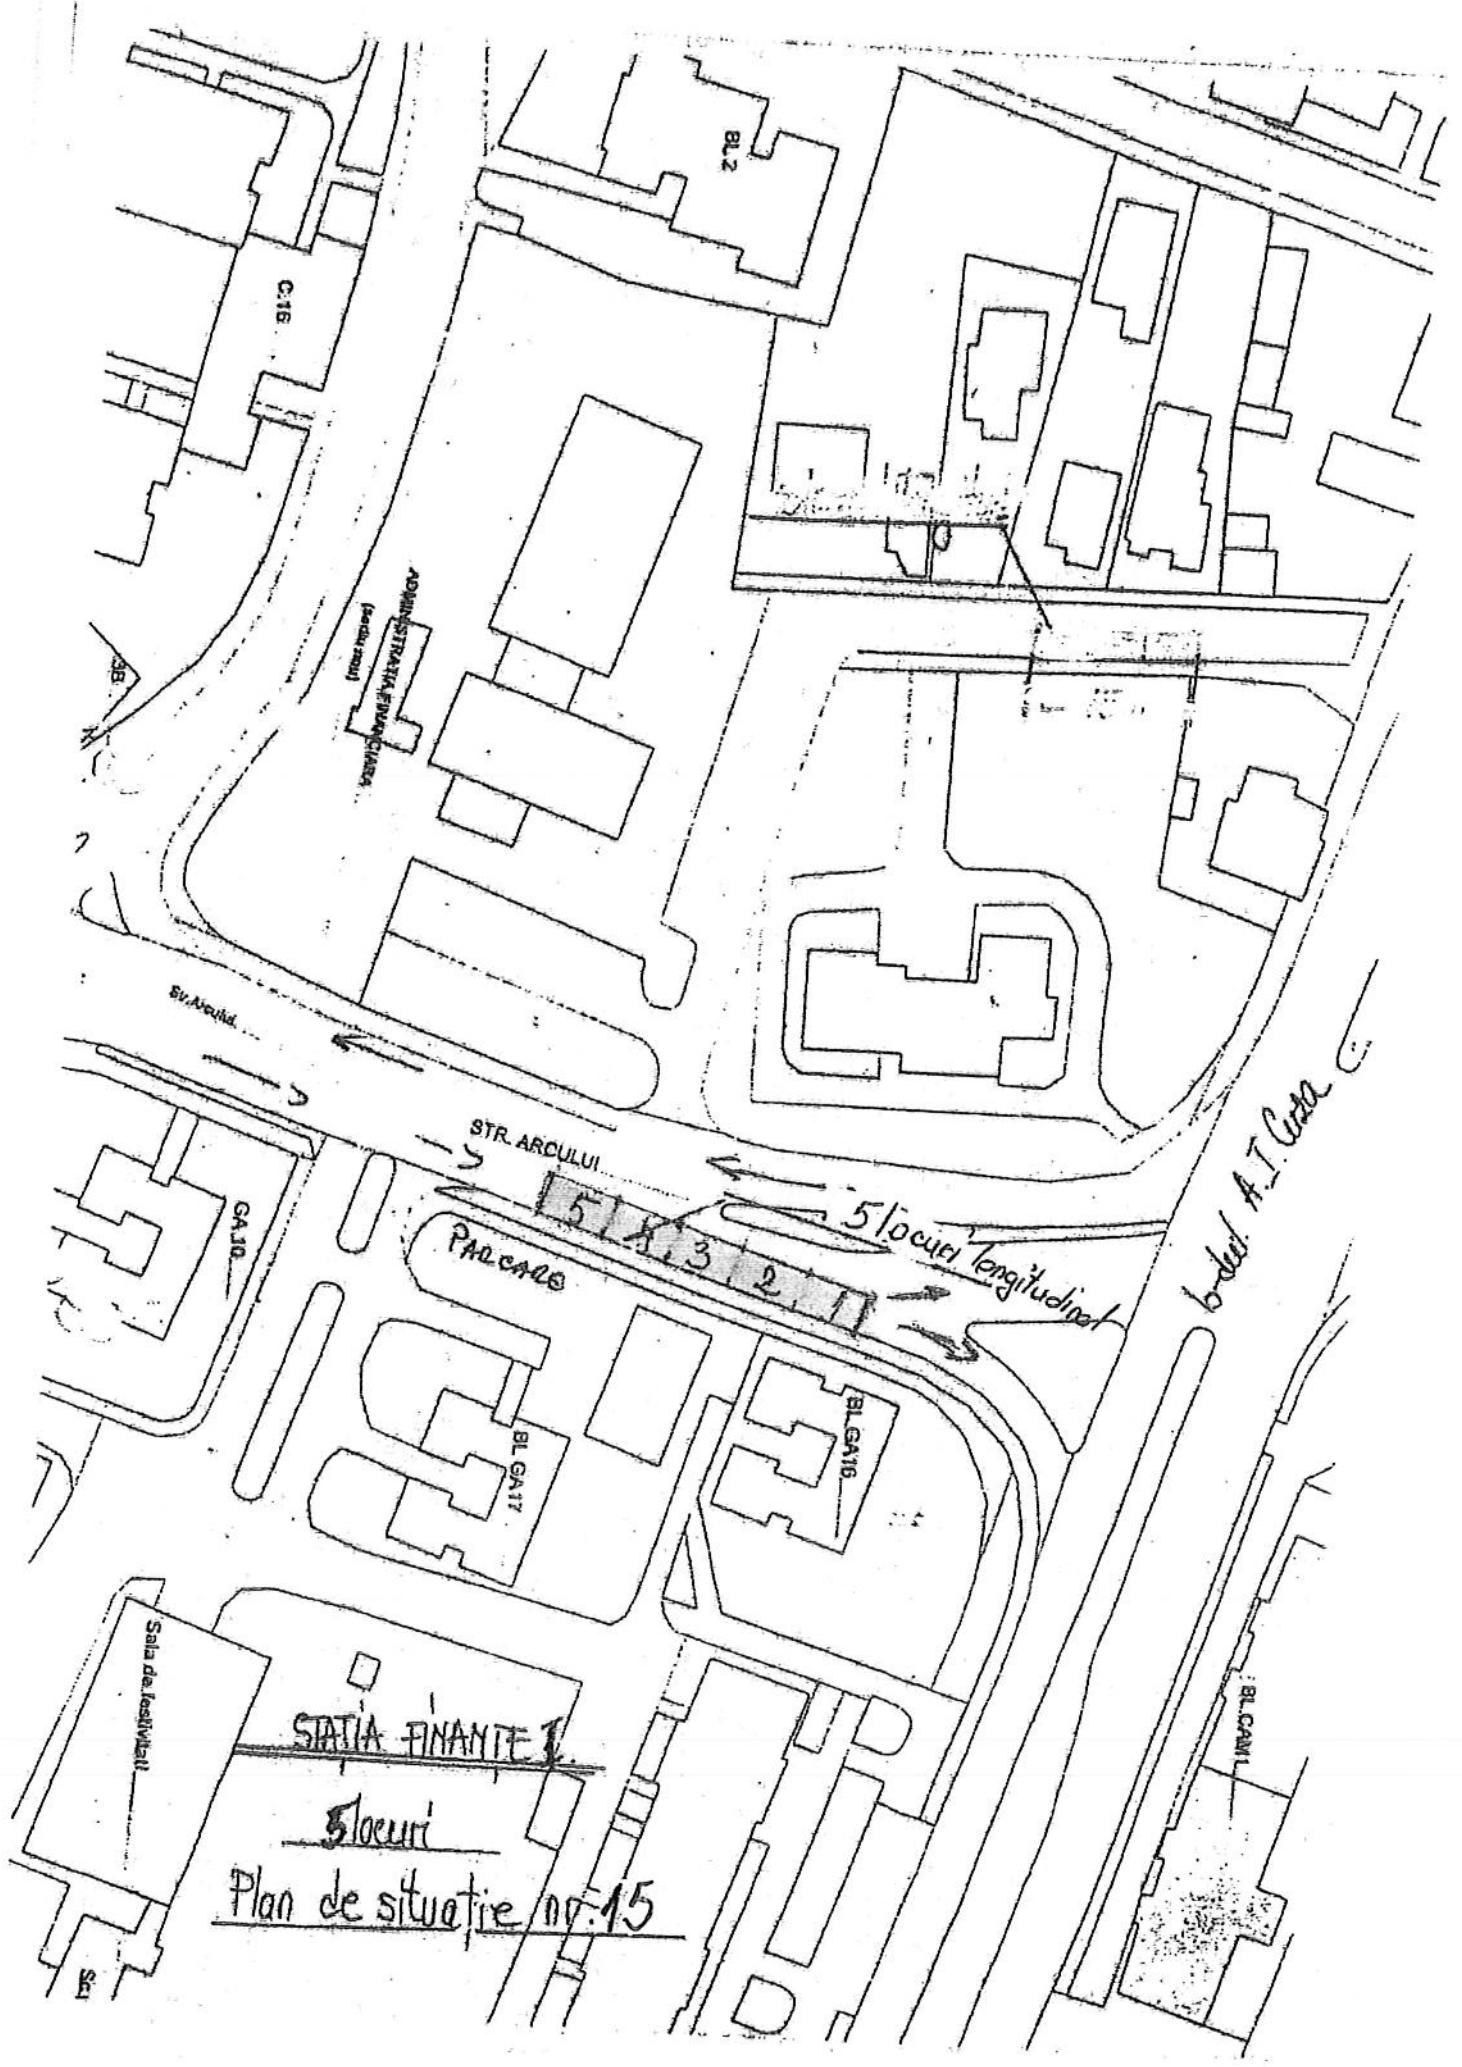 BL.2
C.16
ADMINISTRATIA FINANCIARA
(sediu nou)
3B
Str. Arcului
STR. ARCULUI
b-dul. A. I. Cuza
5 locuri longitudinal
5 4 3 2 1
PARCARE
GA.10
BL.GA16
BL GA17
Sala de festivitati
BL.CAM1
STATIA FINANTE I.
5 locuri
Plan de situație nr. 15